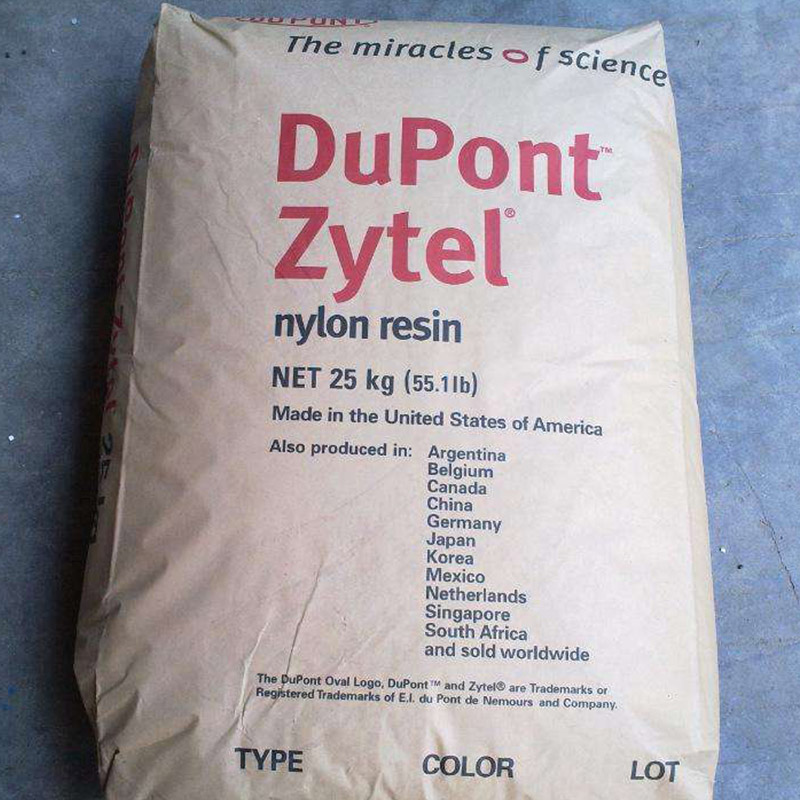 DuPONT
The miracles of science
DuPont™
Zytel®
nylon resin
NET 25 kg (55.1 lb)
Made in the United States of America
Also produced in: Argentina
Belgium
Canada
China
Germany
Japan
Korea
Mexico
Netherlands
Singapore
South Africa
and sold worldwide
The DuPont Oval Logo, DuPont™ and Zytel® are Trademarks or
Registered Trademarks of E.I. du Pont de Nemours and Company.
TYPE COLOR LOT